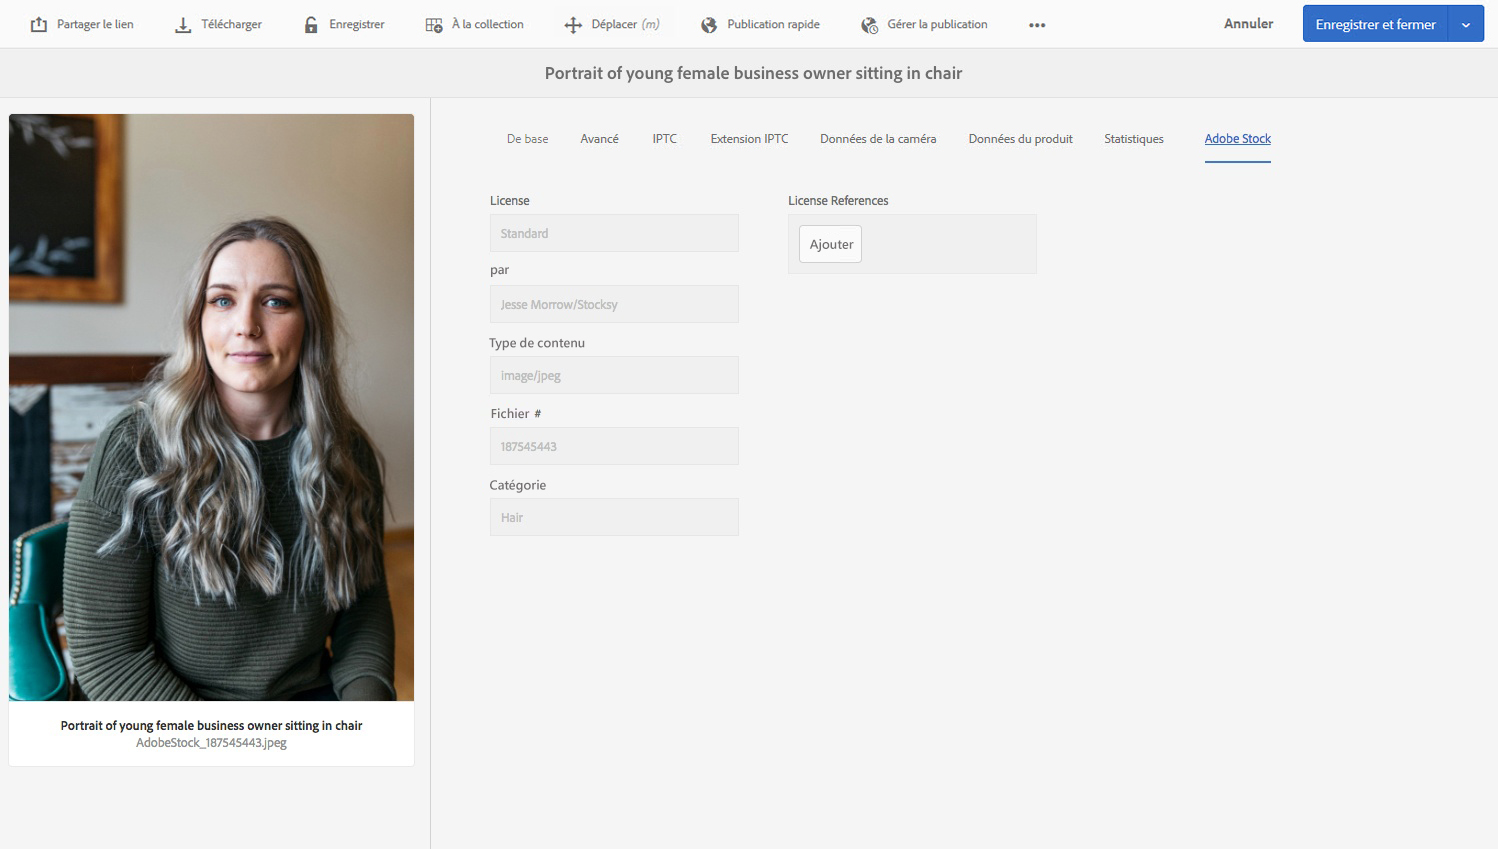 Partager le lien
Télécharger
Enregistrer
À la collection
Déplacer (m)
Publication rapide
Gérer la publication
Annuler
Enregistrer et fermer
Portrait of young female business owner sitting in chair
De base
Avancé
IPTC
Extension IPTC
Données de la caméra
Données du produit
Statistiques
Adobe Stock
License
Standard
par
Jesse Morrow/Stocksy
Type de contenu
image/jpeg
Fichier #
187545443
Catégorie
Hair
License References
Ajouter
Portrait of young female business owner sitting in chair
AdobeStock_187545443.jpeg